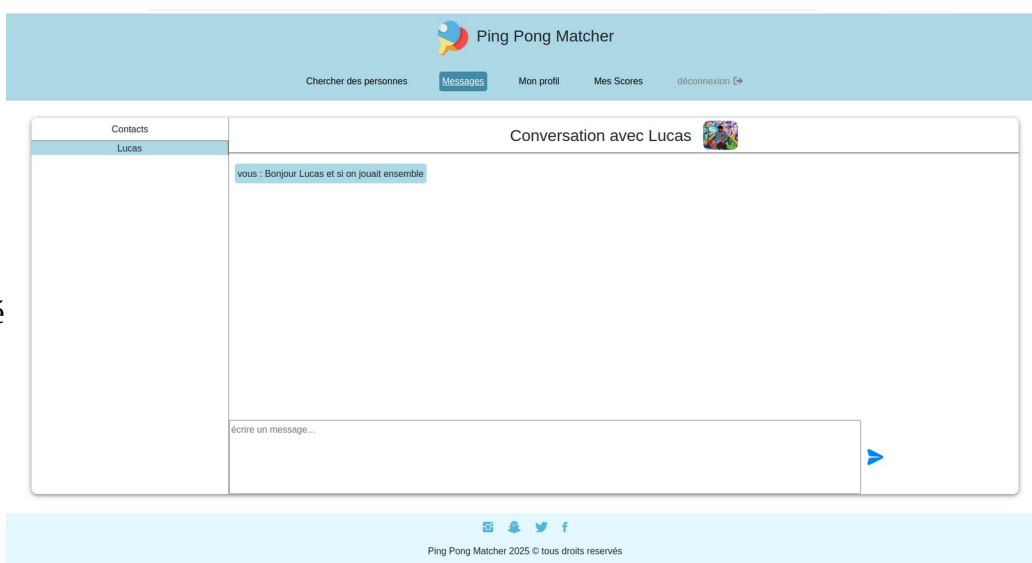 Ping Pong Matcher
Chercher des personnes Messages Mon profil Mes Scores déconnexion
Contacts
Lucas
Conversation avec Lucas
vous : Bonjour Lucas et si on jouait ensemble
é
écrire un message...
Ping Pong Matcher 2025 © tous droits reservés